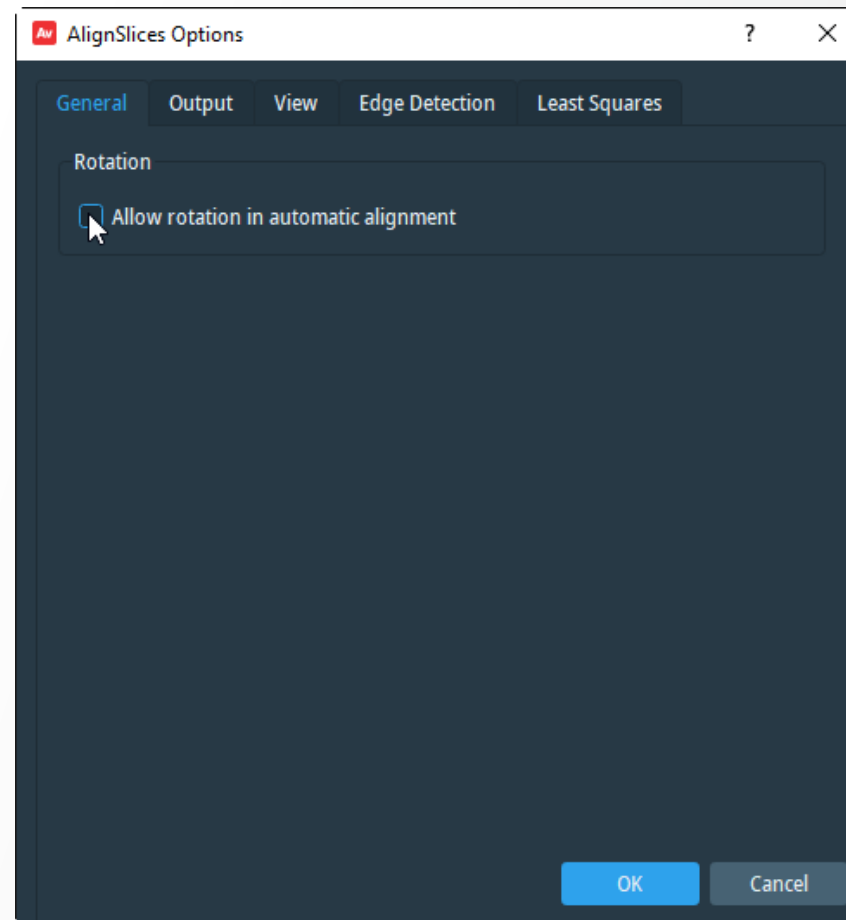 Av AlignSlices Options ?
General Output View Edge Detection Least Squares
Rotation
Allow rotation in automatic alignment
OK Cancel